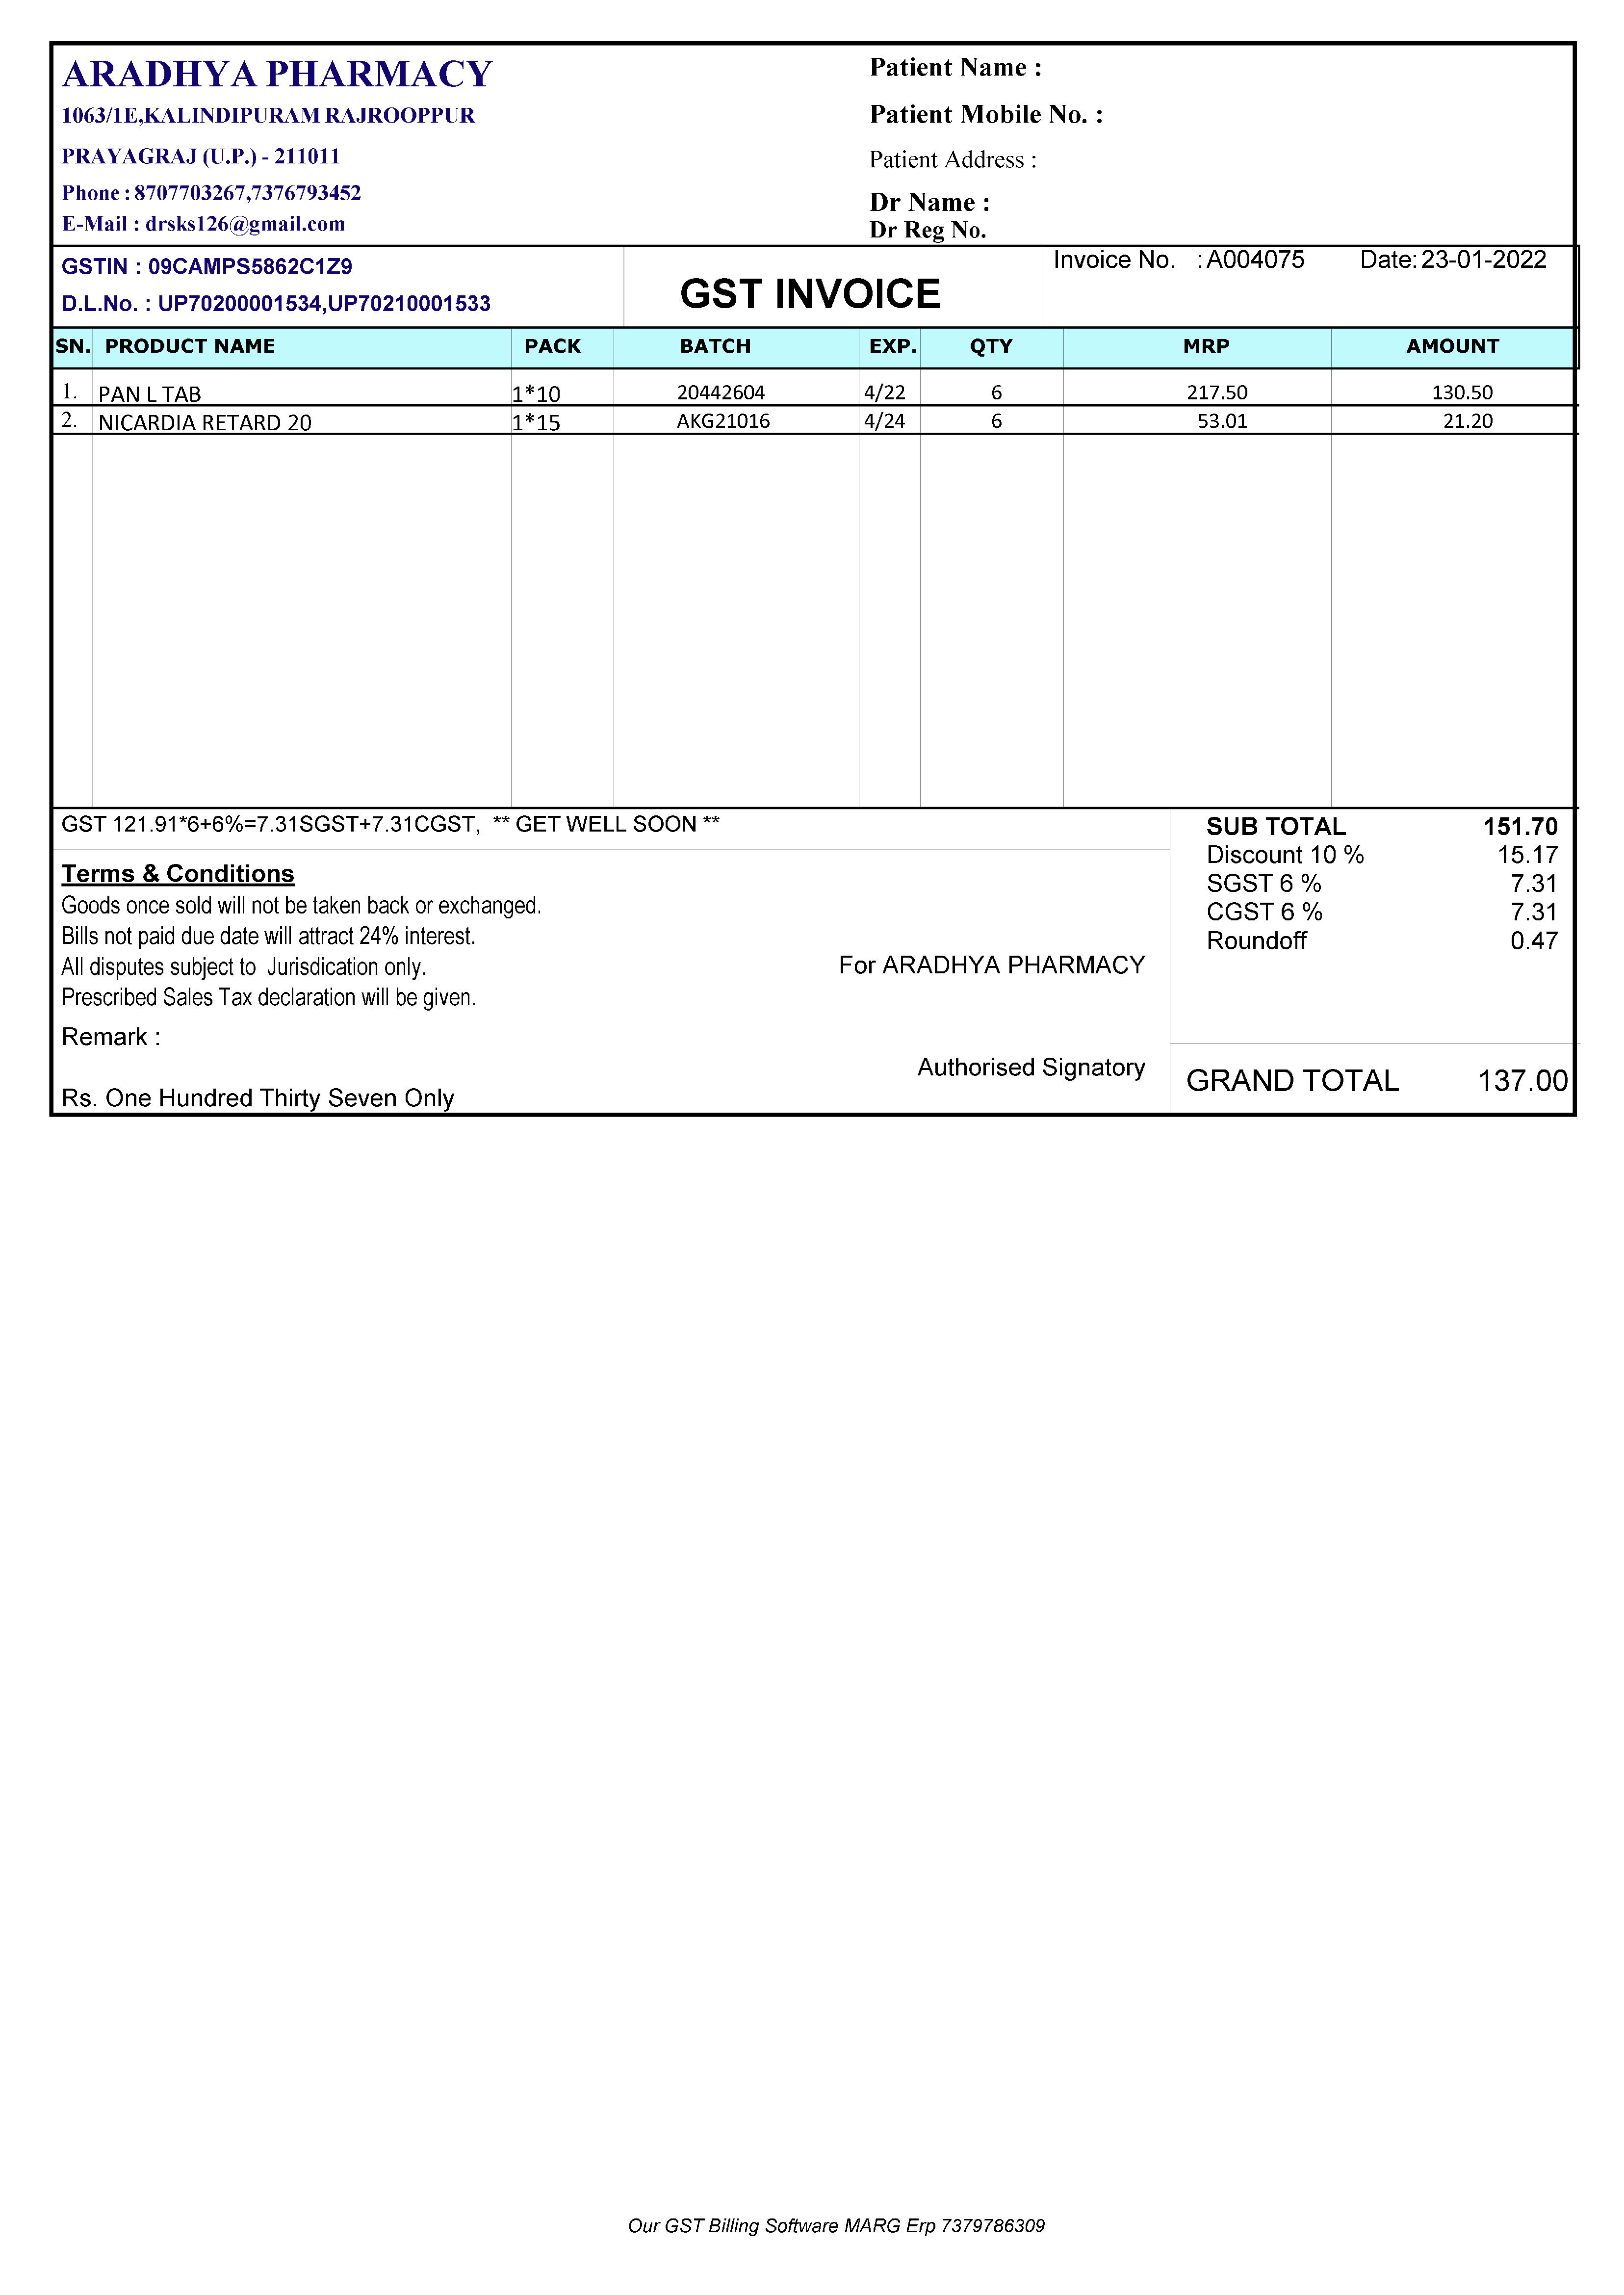 ARADHYA PHARMACY
1063/1E,KALINDIPURAM RAJROOPPUR
PRAYAGRAJ (U.P.) - 211011
Phone : 8707703267,7376793452
E-Mail : drsks126@gmail.com
Patient Name :
Patient Mobile No. :
Patient Address :
Dr Name :
Dr Reg No.
GSTIN : 09CAMPS5862C1Z9
D.L.No. : UP70200001534,UP70210001533
GST INVOICE
Invoice No. : A004075 Date: 23-01-2022
SN. PRODUCT NAME PACK BATCH EXP. QTY MRP AMOUNT
1. PAN L TAB 1*10 20442604 4/22 6 217.50 130.50
2. NICARDIA RETARD 20 1*15 AKG21016 4/24 6 53.01 21.20
GST 121.91*6+6%=7.31SGST+7.31CGST, ** GET WELL SOON **
Terms & Conditions
Goods once sold will not be taken back or exchanged.
Bills not paid due date will attract 24% interest.
All disputes subject to Jurisdication only.
Prescribed Sales Tax declaration will be given.
Remark :
Rs. One Hundred Thirty Seven Only
For ARADHYA PHARMACY
Authorised Signatory
SUB TOTAL 151.70
Discount 10 % 15.17
SGST 6 % 7.31
CGST 6 % 7.31
Roundoff 0.47
GRAND TOTAL 137.00
Our GST Billing Software MARG Erp 7379786309